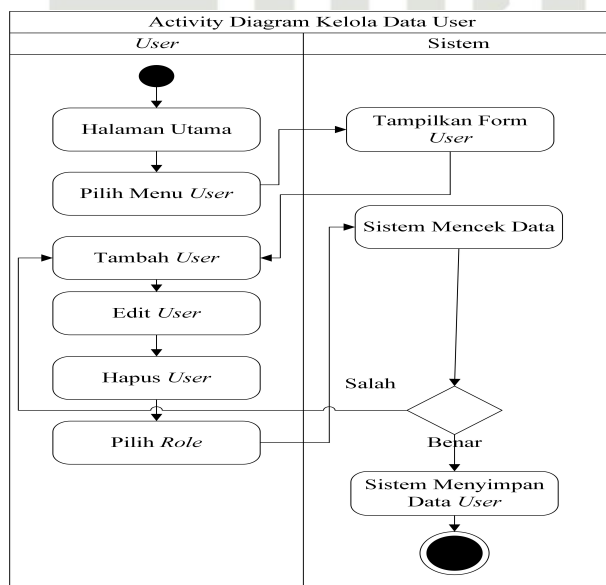 Activity Diagram Kelola Data User
User
Sistem
Halaman Utama
Pilih Menu User
Tampilkan Form
User
Tambah User
Edit User
Hapus User
Pilih Role
Sistem Mencek Data
Salah
Benar
Sistem Menyimpan
Data User